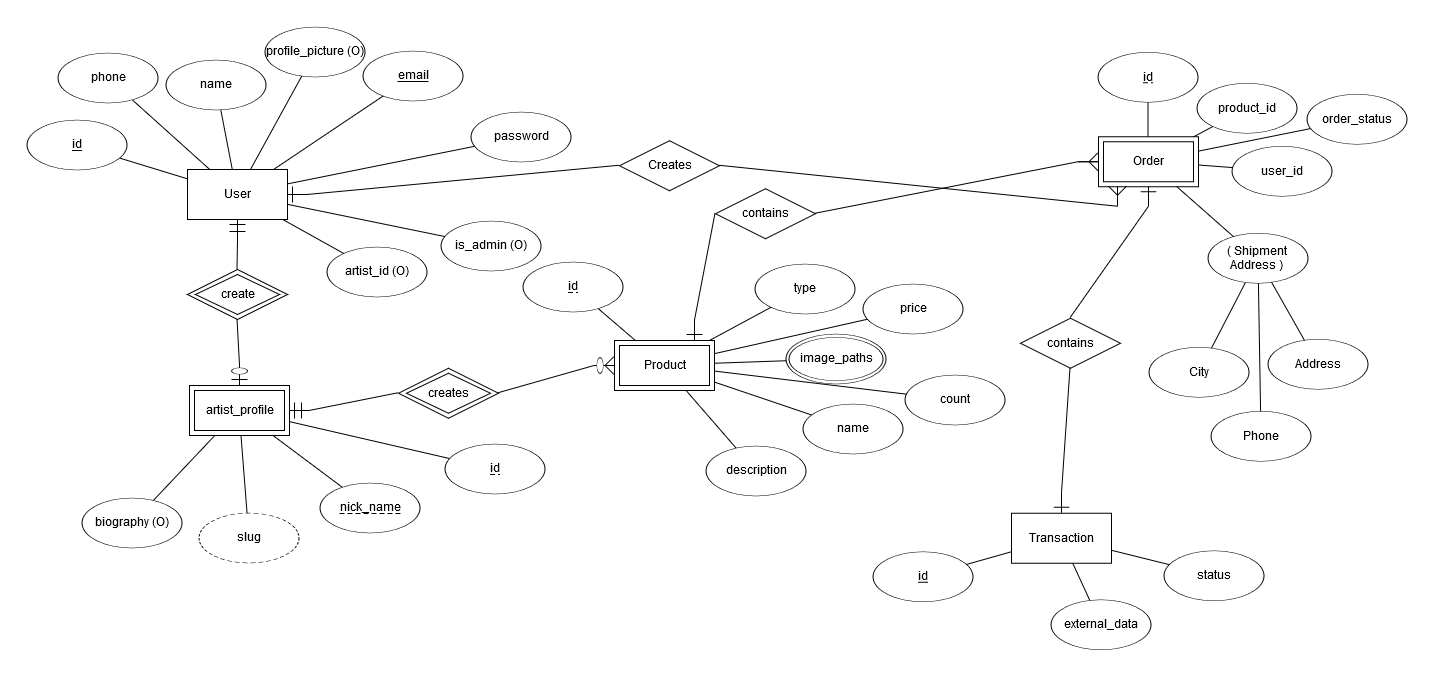 profile_picture (O)
phone
name
email
id
password
id
product_id
order_status
Creates
Order
user_id
User
contains
is_admin (O)
artist_id (O)
( Shipment
Address )
create
id
type
price
contains
Product
image_paths
City
Address
creates
count
artist_profile
name
Phone
id
description
nick_name
biography (O)
slug
Transaction
id
status
external_data